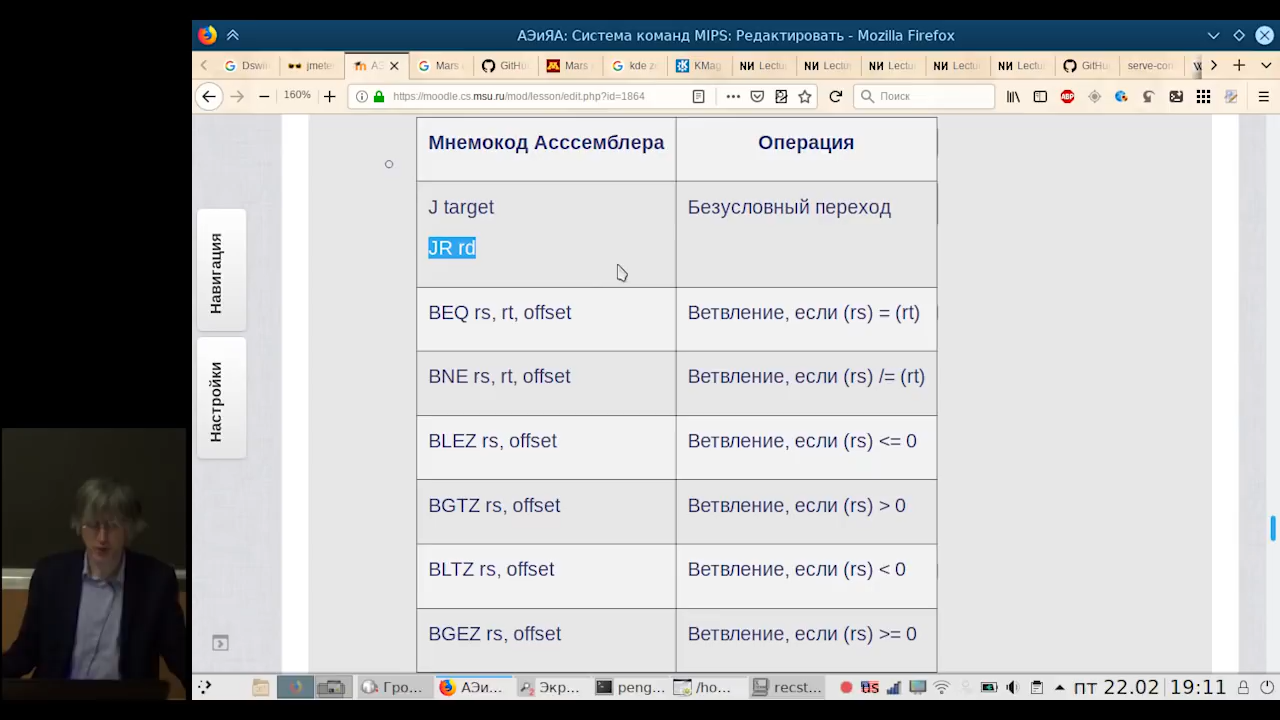 АЭиЯА: Система команд MIPS: Редактировать - Mozilla Firefox
Dswii
jmete
АЭ
Mars
GitHu
Mars
kde z
KMag
Lectu
Lectu
Lectu
Lectu
Lectu
GitHu
serve-con
160%
https://moodle.cs.msu.ru/mod/lesson/edit.php?id=1864
Поиск
ABP
Навигация
Настройки
Мнемокод Асссемблера Операция
J target Безусловный переход
JR rd
BEQ rs, rt, offset Ветвление, если (rs) = (rt)
BNE rs, rt, offset Ветвление, если (rs) /= (rt)
BLEZ rs, offset Ветвление, если (rs) <= 0
BGTZ rs, offset Ветвление, если (rs) > 0
BLTZ rs, offset Ветвление, если (rs) < 0
BGEZ rs, offset Ветвление, если (rs) >= 0
Гро... АЭи... Экр... peng... /ho... recst... us пт 22.02 19:11